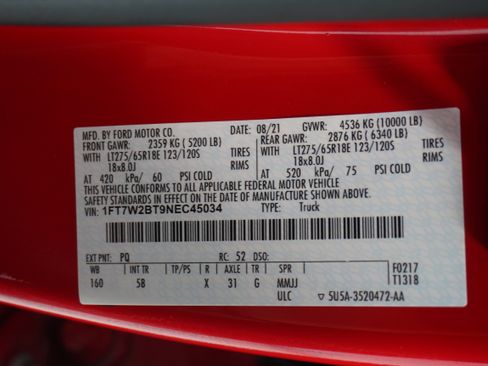 MFD. BY FORD MOTOR CO. DATE: 08/21 GVWR: 4536 KG (10000 LB)
FRONT GAWR: 2359 KG ( 5200 LB) REAR GAWR: 2876 KG ( 6340 LB)
WITH LT275/65R18E 123/120S TIRES WITH LT275/65R18E 123/120S TIRES
18x8.0J RIMS 18x8.0J RIMS
AT 420 kPa/ 60 PSI COLD AT 520 kPa/ 75 PSI COLD
THIS VEHICLE CONFORMS TO ALL APPLICABLE FEDERAL MOTOR VEHICLE
SAFETY STANDARDS IN EFFECT ON THE DATE OF MANUFACTURE SHOWN ABOVE.
VIN: 1FT7W2BT9NEC45034 TYPE: Truck
EXT PNT: PQ RC: 52 DSO:
WB INT TR TP/PS R AXLE TR SPR F0217
160 5B X 31 G MMJJ T1318
ULC ▽ 5U5A-3520472-AA